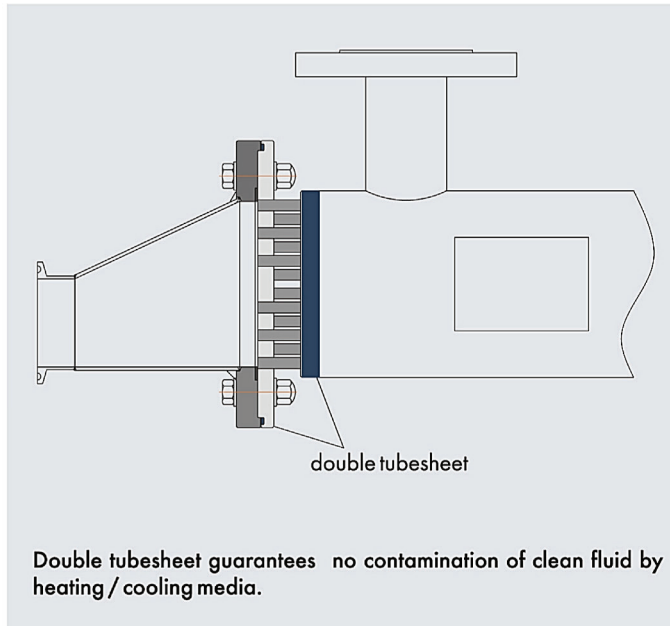 double tubesheet
Double tubesheet guarantees no contamination of clean fluid by
heating / cooling media.